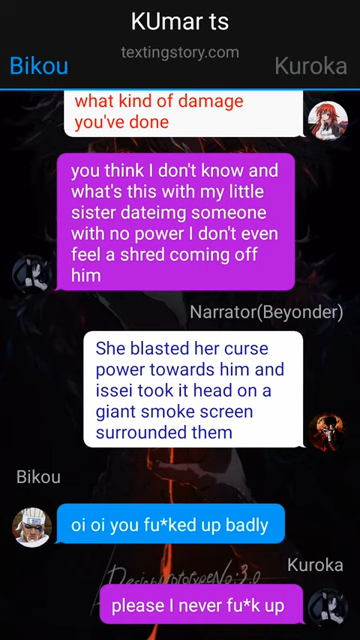 KUmar ts
textingstory.com
Bikou
Kuroka
what kind of damage
you've done
you think I don't know and
what's this with my little
sister dateimg someone
with no power I don't even
feel a shred coming off
him
Narrator(Beyonder)
She blasted her curse
power towards him and
issei took it head on a
giant smoke screen
surrounded them
Bikou
oi oi you fu*ked up badly
Kuroka
please I never fu*k up